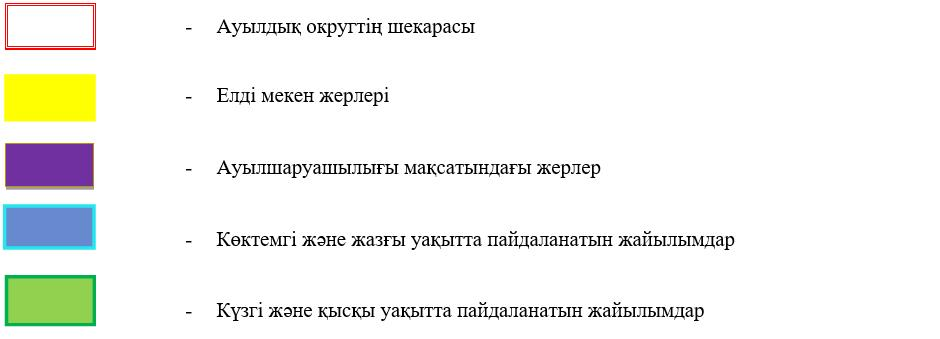 - Ауылдық округтің шекарасы
- Елді мекен жерлері
- Ауылшаруашылығы мақсатындағы жерлер
- Көктемгі және жазғы уақытта пайдаланатын жайылымдар
- Күзгі және қысқы уақытта пайдаланатын жайылымдар